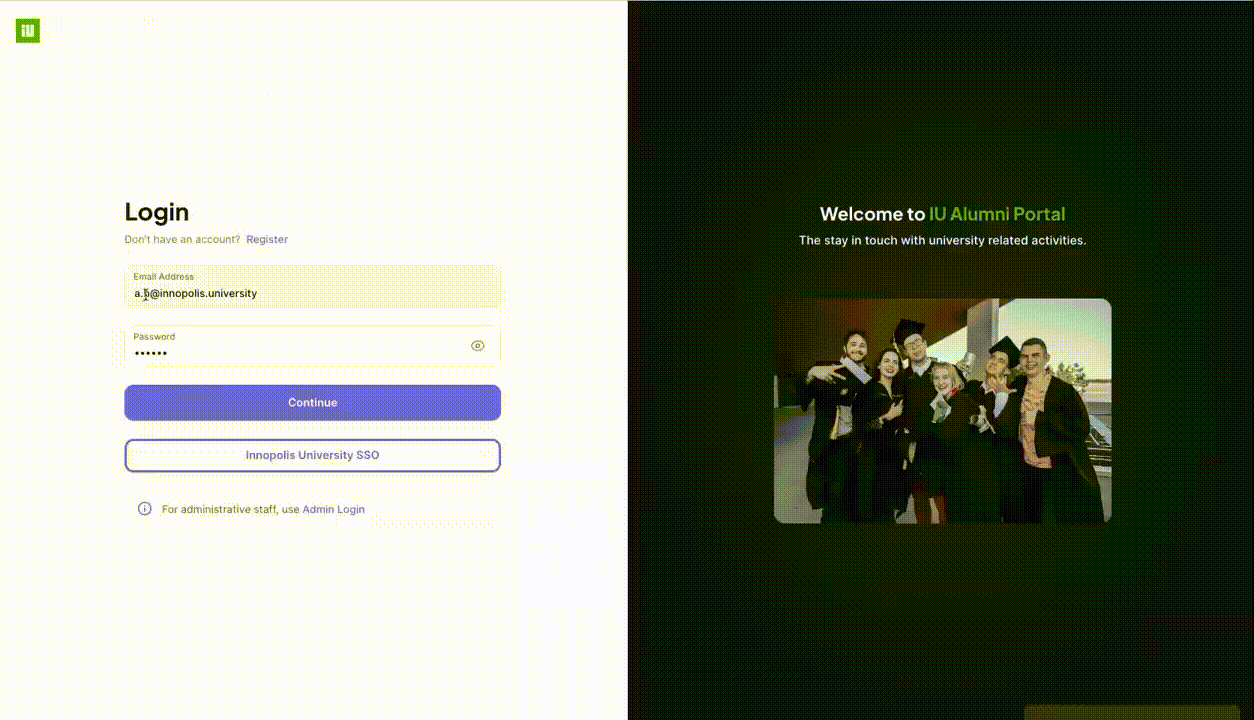 IU
Login
Don't have an account? Register
Email Address
a.b@innopolis.university
Password
Continue
Innopolis University SSO
For administrative staff, use Admin Login
Welcome to IU Alumni Portal
The stay in touch with university related activities.